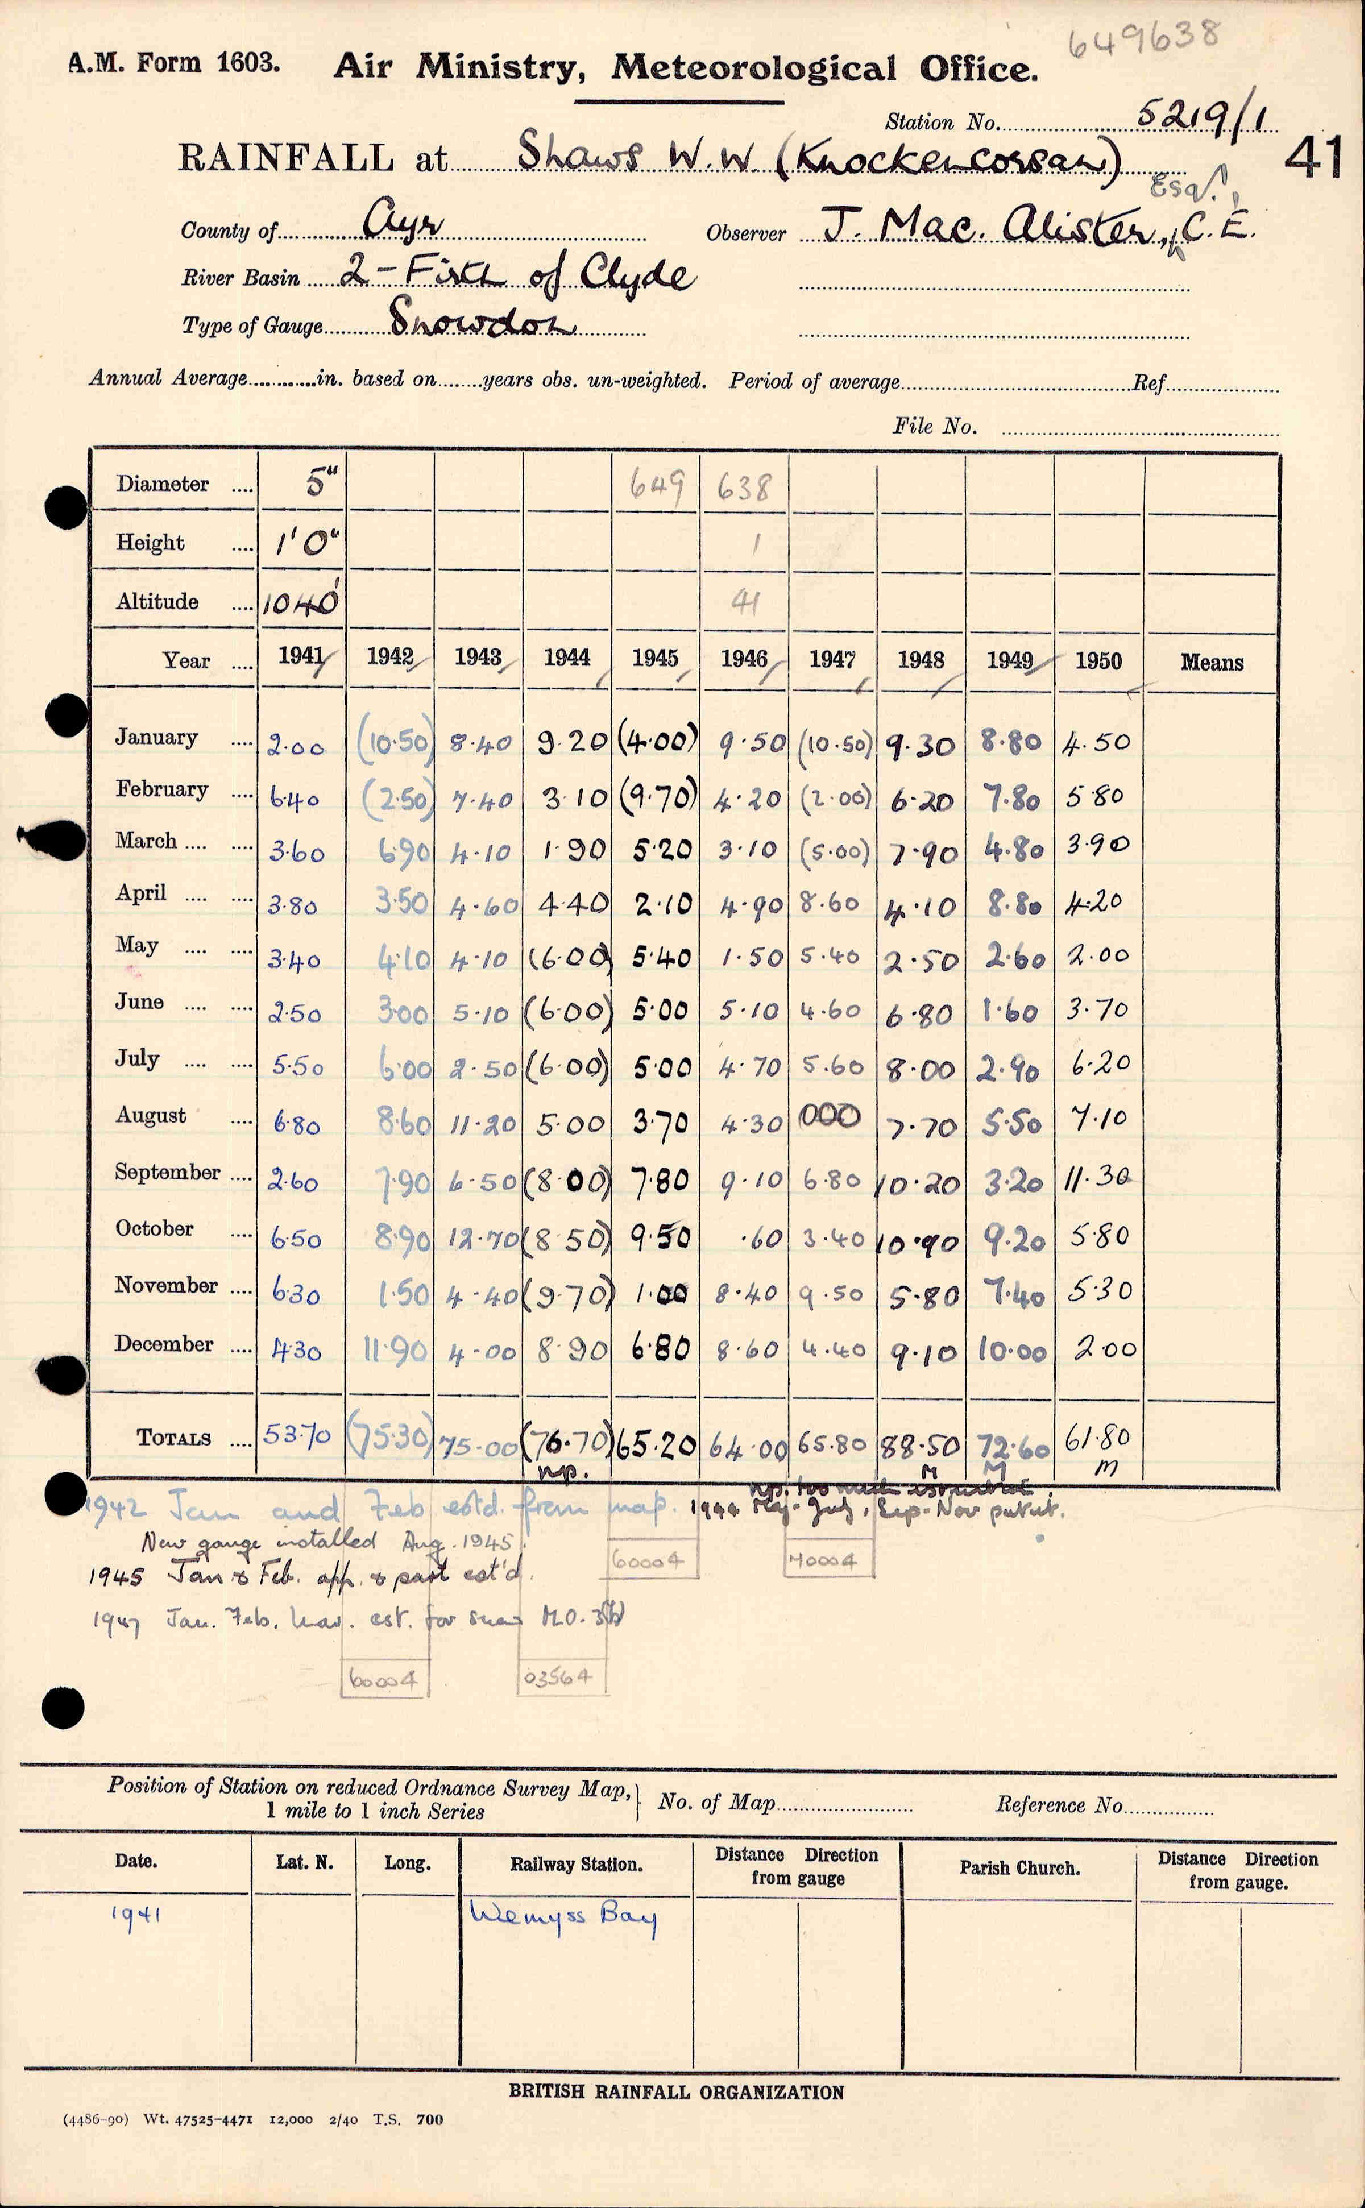 649638
A.M. Form 1603. Air Ministry, Meteorological Office.
Station No. 5219/1
RAINFALL at Shaws W.W. (Knockencorsan) 41
Esqr.,
County of Ayr Observer J. Mac. Alister, C.E.
River Basin 2 - Firth of Clyde
Type of Gauge Snowdon
Annual Average............in. based on........years obs. un-weighted. Period of average........ Ref........
File No.
Diameter .... 5" 649 638
Height .... 1'0" 1
Altitude .... 1040' 41
Year .... 1941 1942 1943 1944 1945 1946 1947 1948 1949 1950 Means
January .... 2.00 (10.50) 8.40 9.20 (4.00) 9.50 (10.50) 9.30 8.80 4.50
February .... 6.40 (2.50) 7.40 3.10 (9.70) 4.20 (2.00) 6.20 7.80 5.80
March .... .... 3.60 6.90 4.10 1.90 5.20 3.10 (5.00) 7.90 4.80 3.90
April .... .... 3.80 3.50 4.60 4.40 2.10 4.90 8.60 4.10 8.80 4.20
May .... .... 3.40 4.10 4.10 (6.00) 5.40 1.50 5.40 2.50 2.60 2.00
June .... .... 2.50 3.00 5.10 (6.00) 5.00 5.10 4.60 6.80 1.60 3.70
July .... .... 5.50 6.00 2.50 (6.00) 5.00 4.70 5.60 8.00 2.90 6.20
August .... 6.80 8.60 11.20 5.00 3.70 4.30 000 7.70 5.50 7.10
September .... 2.60 7.90 6.50 (8.00) 7.80 9.10 6.80 10.20 3.20 11.30
October .... 6.50 8.90 12.70 (8.50) 9.50 .60 3.40 10.90 9.20 5.80
November .... 6.30 1.50 4.40 (9.70) 1.00 8.40 9.50 5.80 7.40 5.30
December .... 4.30 11.90 4.00 8.90 6.80 8.60 4.40 9.10 10.00 2.00
TOTALS .... 53.70 (75.30) 75.00 (76.70) 65.20 64.00 65.80 88.50 72.60 61.80
n.p. M M M
1942 Jan and Feb estd. from map. 1944 May-July, Sep-Nov
New gauge installed Aug. 1945.
60004 70004
1945 Jan & Feb. app. & part est'd.
1947 Jan. Feb. Mar. est. for snow M.O. 3(b)
60004 03564
Position of Station on reduced Ordnance Survey Map, 1 mile to 1 inch Series } No. of Map........ Reference No........
Date. Lat. N. Long. Railway Station. Distance Direction from gauge Parish Church. Distance Direction from gauge.
1941 Wemyss Bay
BRITISH RAINFALL ORGANIZATION
(4486-90) Wt. 47525-4471 12,000 2/40 T.S. 700